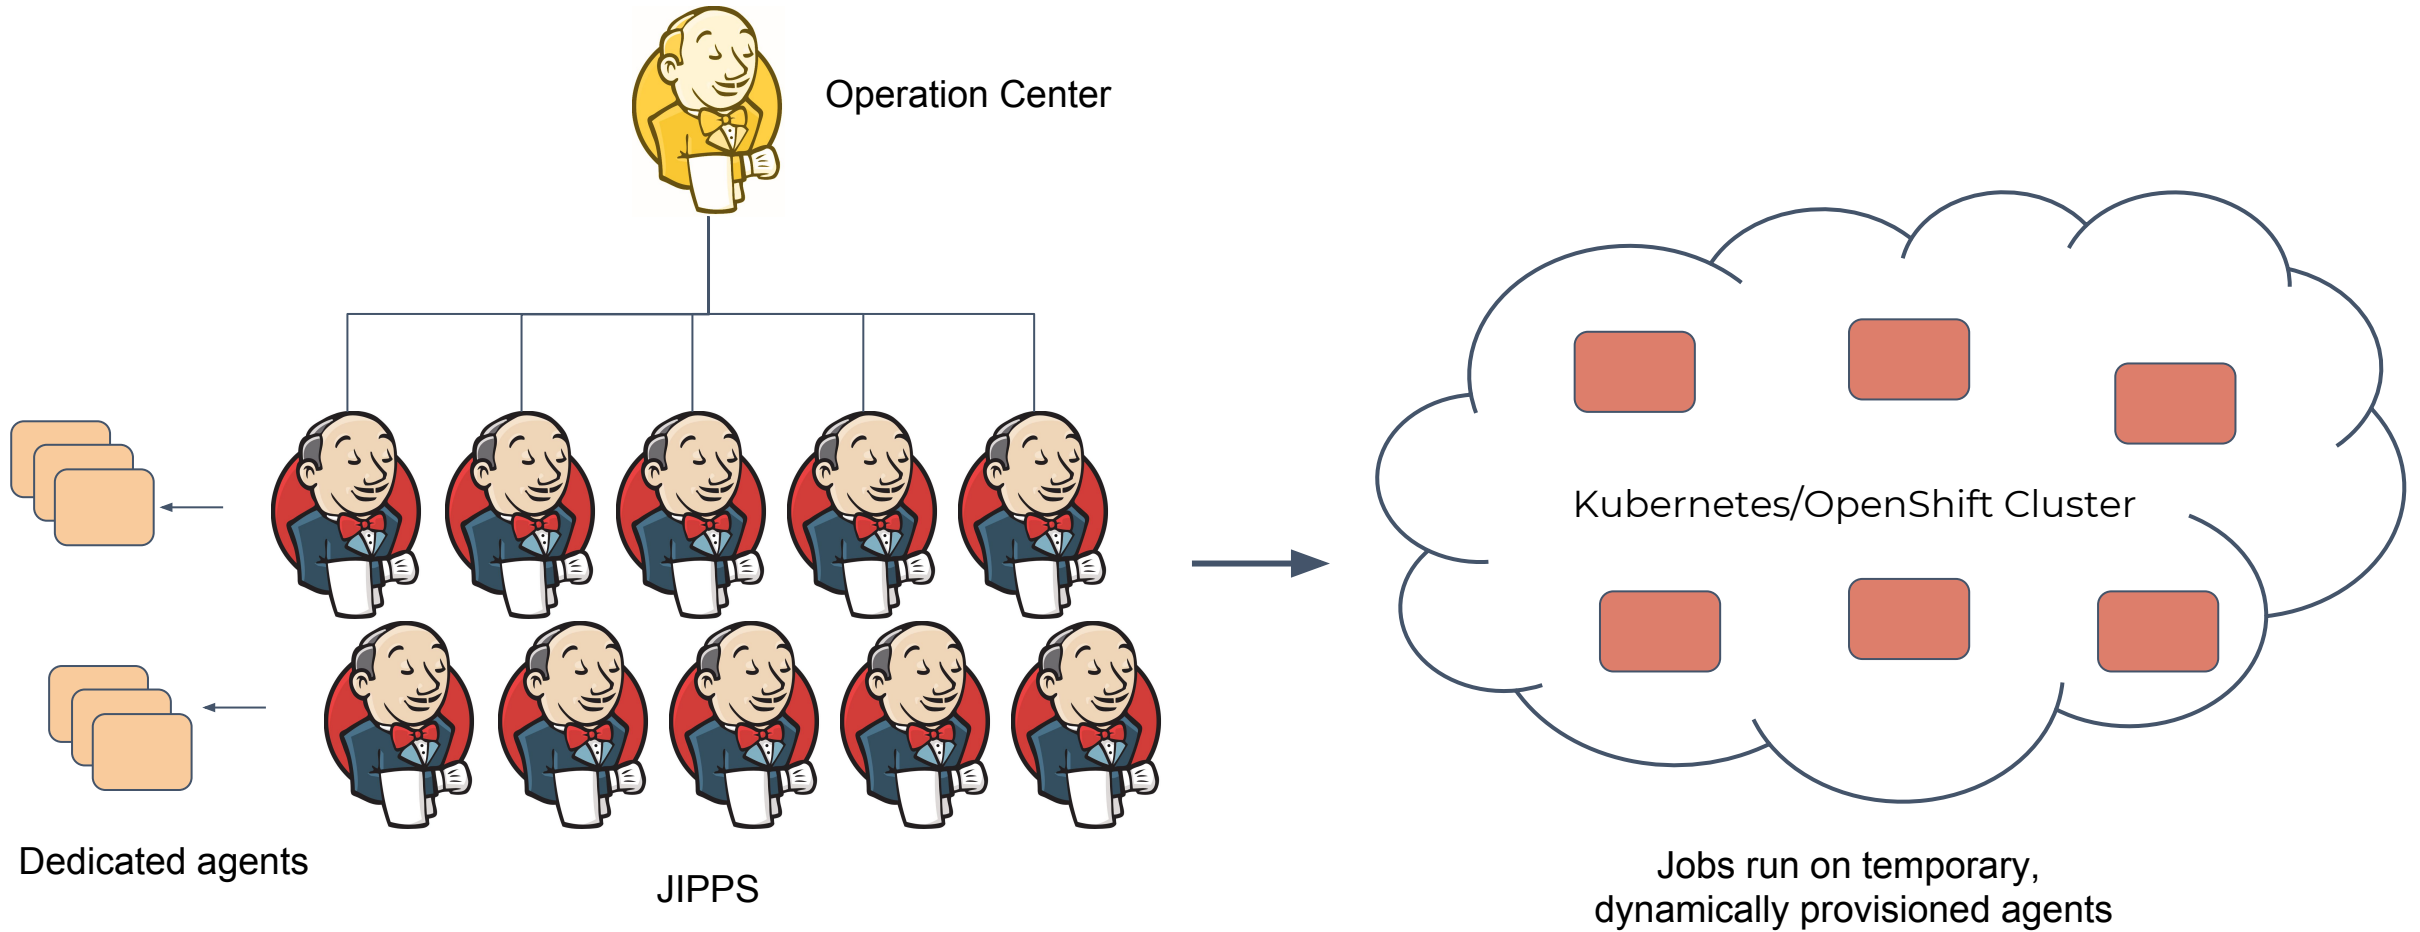 Operation Center
Kubernetes/OpenShift Cluster
Dedicated agents
JIPPS
Jobs run on temporary,
dynamically provisioned agents